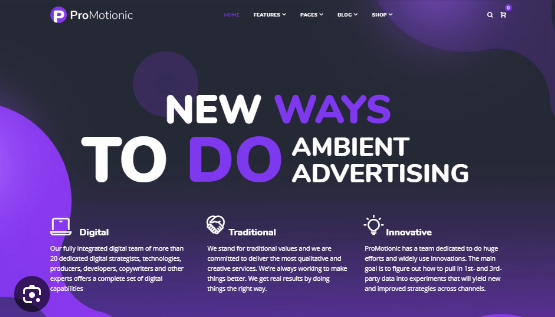 ProMotionic
HOME FEATURES PAGES BLOG SHOP
0
NEW WAYS
TO DO AMBIENT
ADVERTISING
Digital
Our fully integrated digital team of more than
20 dedicated digital strategists, technologies,
producers, developers, copywriters and other
experts offers a complete set of digital
capabilities
Traditional
We stand for traditional values and we are
committed to deliver the most qualitative and
creative services. We're always working to make
things better. We get real results by doing
things the right way.
Innovative
ProMotionic has a team dedicated to do huge
efforts and widely use innovations. The main
goal is to figure out how to pull in 1st- and 3rd-
party data into experiments that will yield new
and improved strategies across channels.